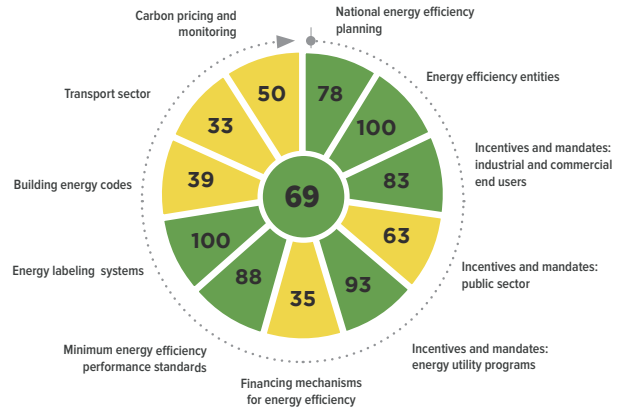 National energy efficiency
planning
78
Energy efficiency entities
100
Incentives and mandates:
industrial and commercial
end users
83
Incentives and mandates:
public sector
63
Incentives and mandates:
energy utility programs
93
Financing mechanisms
for energy efficiency
35
Minimum energy efficiency
performance standards
88
Energy labeling systems
100
Building energy codes
39
Transport sector
33
Carbon pricing and
monitoring
50
69